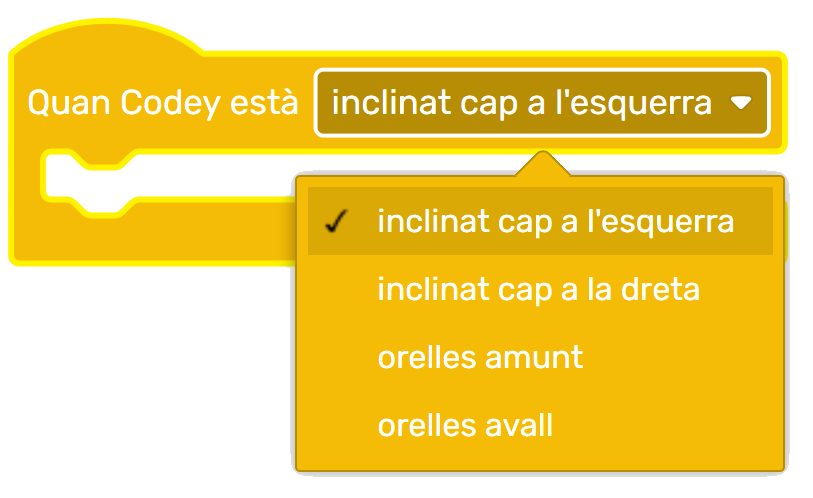 Quan Codey està inclinat cap a l'esquerra
inclinat cap a l'esquerra
inclinat cap a la dreta
orelles amunt
orelles avall